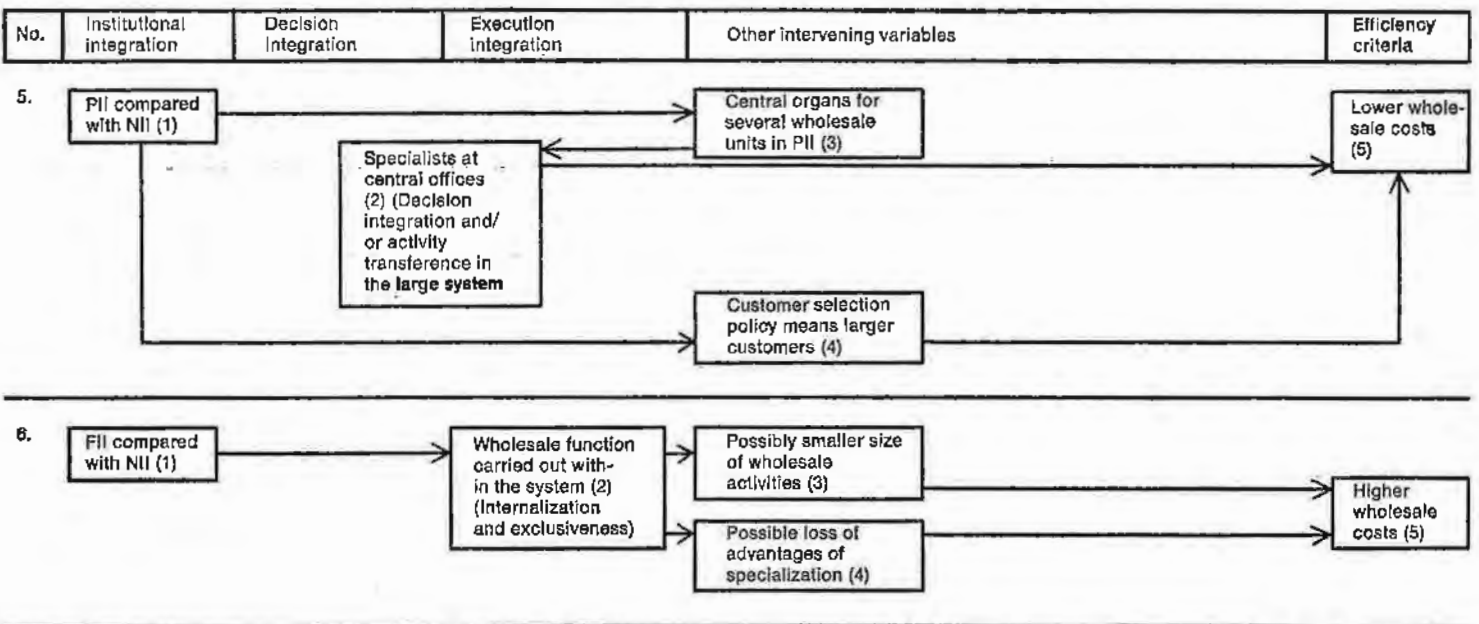 No.
Institutional
integration
Decision
Integration
Execution
integration
Other intervening variables
Efficiency
criteria
5.
PII compared
with NII (1)
Central organs for
several wholesale
units in PII (3)
Lower whole-
sale costs
(5)
Specialists at
central offices
(2) (Decision
integration and/
or activity
transference in
the large system
Customer selection
policy means larger
customers (4)
6.
FII compared
with NII (1)
Wholesale function
carried out with-
in the system (2)
(Internalization
and exclusiveness)
Possibly smaller size
of wholesale
activities (3)
Possible loss of
advantages of
specialization (4)
Higher
wholesale
costs (5)